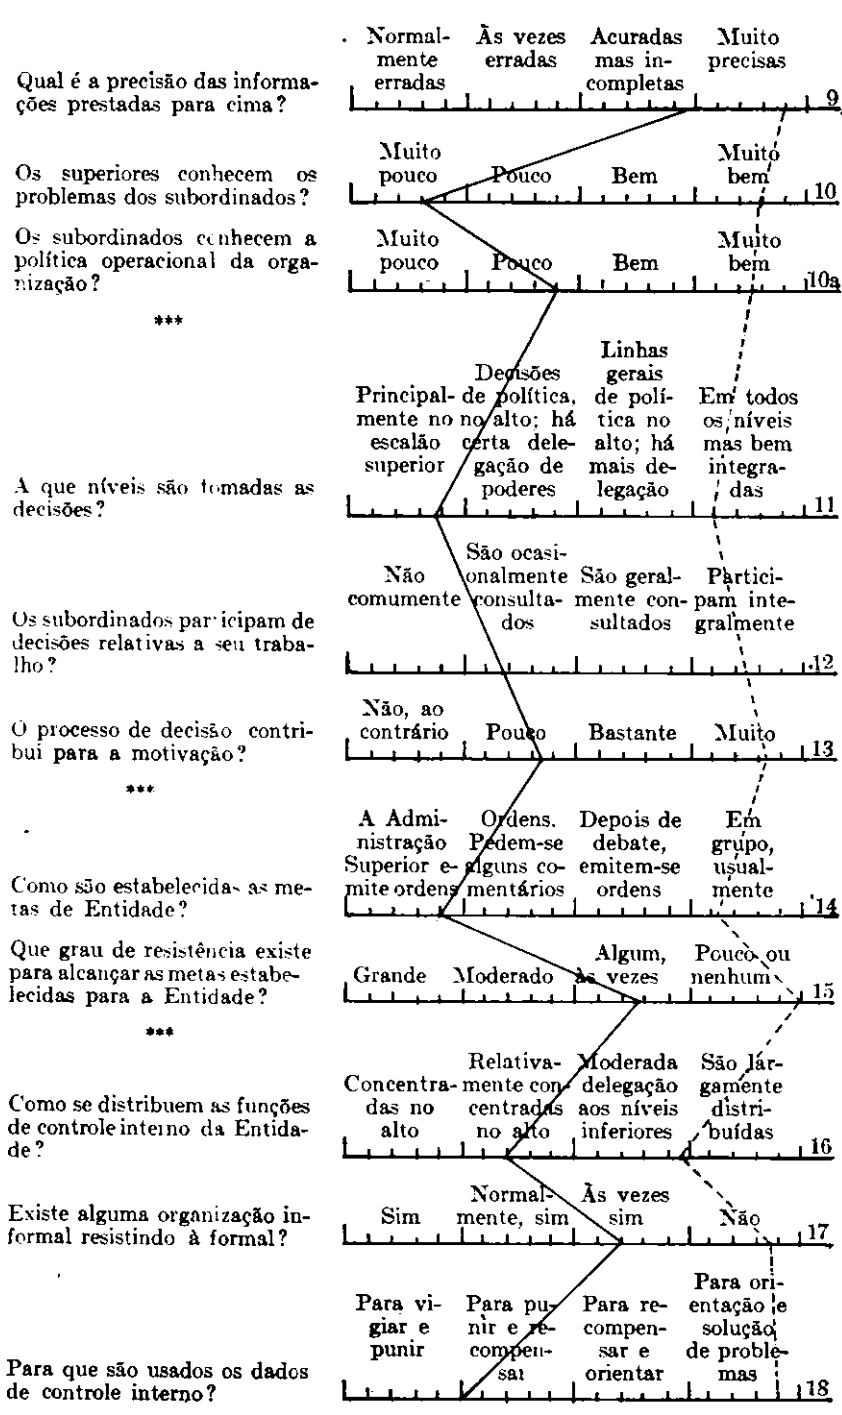 Normal-
mente
erradas
Às vezes
erradas
Acuradas
mas in-
completas
Muito
precisas
Qual é a precisão das informa-
ções prestadas para cima?
9
Muito
pouco
Pouco
Bem
Muito
bem
Os superiores conhecem os
problemas dos subordinados?
10
Os subordinados conhecem a
política operacional da orga-
nização?
Muito
pouco
Pouco
Bem
Muito
bem
10a
***
Principal-
mente no
escalão
superior
Decisões
de política,
no alto; há
certa dele-
gação de
poderes
Linhas
gerais
de polí-
tica no
alto; há
mais de-
legação
Em todos
os níveis
mas bem
integra-
das
A que níveis são tomadas as
decisões?
11
Não
comumente
São ocasi-
onalmente
consulta-
dos
São geral-
mente con-
sultados
Partici-
pam inte-
gralmente
Os subordinados participam de
decisões relativas a seu traba-
lho?
12
Não, ao
contrário
Pouco
Bastante
Muito
O processo de decisão contri-
bui para a motivação?
13
***
A Admi-
nistração
Superior e-
mite ordens
Ordens.
Pedem-se
alguns co-
mentários
Depois de
debate,
emitem-se
ordens
Em
grupo,
usual-
mente
Como são estabelecidas as me-
tas de Entidade?
14
Que grau de resistência existe
para alcançar as metas estabe-
lecidas para a Entidade?
Grande
Moderado
Algum,
às vezes
Pouco ou
nenhum
15
***
Concentra-
das no
alto
Relativa-
mente con-
centradas
no alto
Moderada
delegação
aos níveis
inferiores
São lar-
gamente
distri-
buídas
Como se distribuem as funções
de controle interno da Entida-
de?
16
Sim
Normal-
mente, sim
Às vezes
sim
Não
Existe alguma organização in-
formal resistindo à formal?
17
Para vi-
giar e
punir
Para pu-
nir e re-
compen-
sar
Para re-
compen-
sar e
orientar
Para ori-
entação e
solução
de proble-
mas
Para que são usados os dados
de controle interno?
18